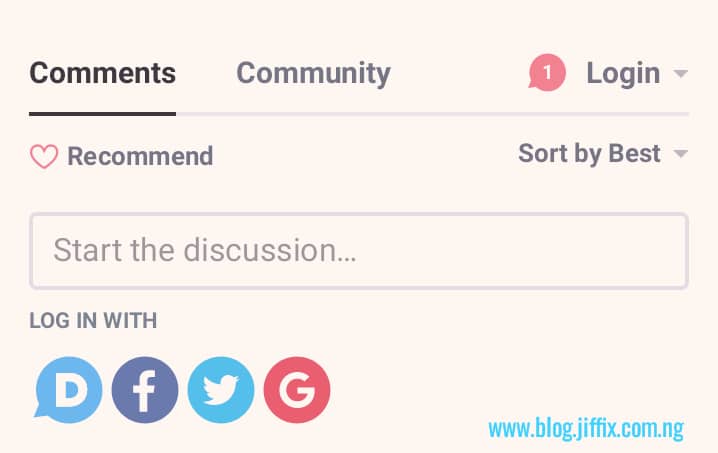 Comments Community 1 Login
Recommend Sort by Best
Start the discussion...
LOG IN WITH
D f G
www.blog.jiffix.com.ng